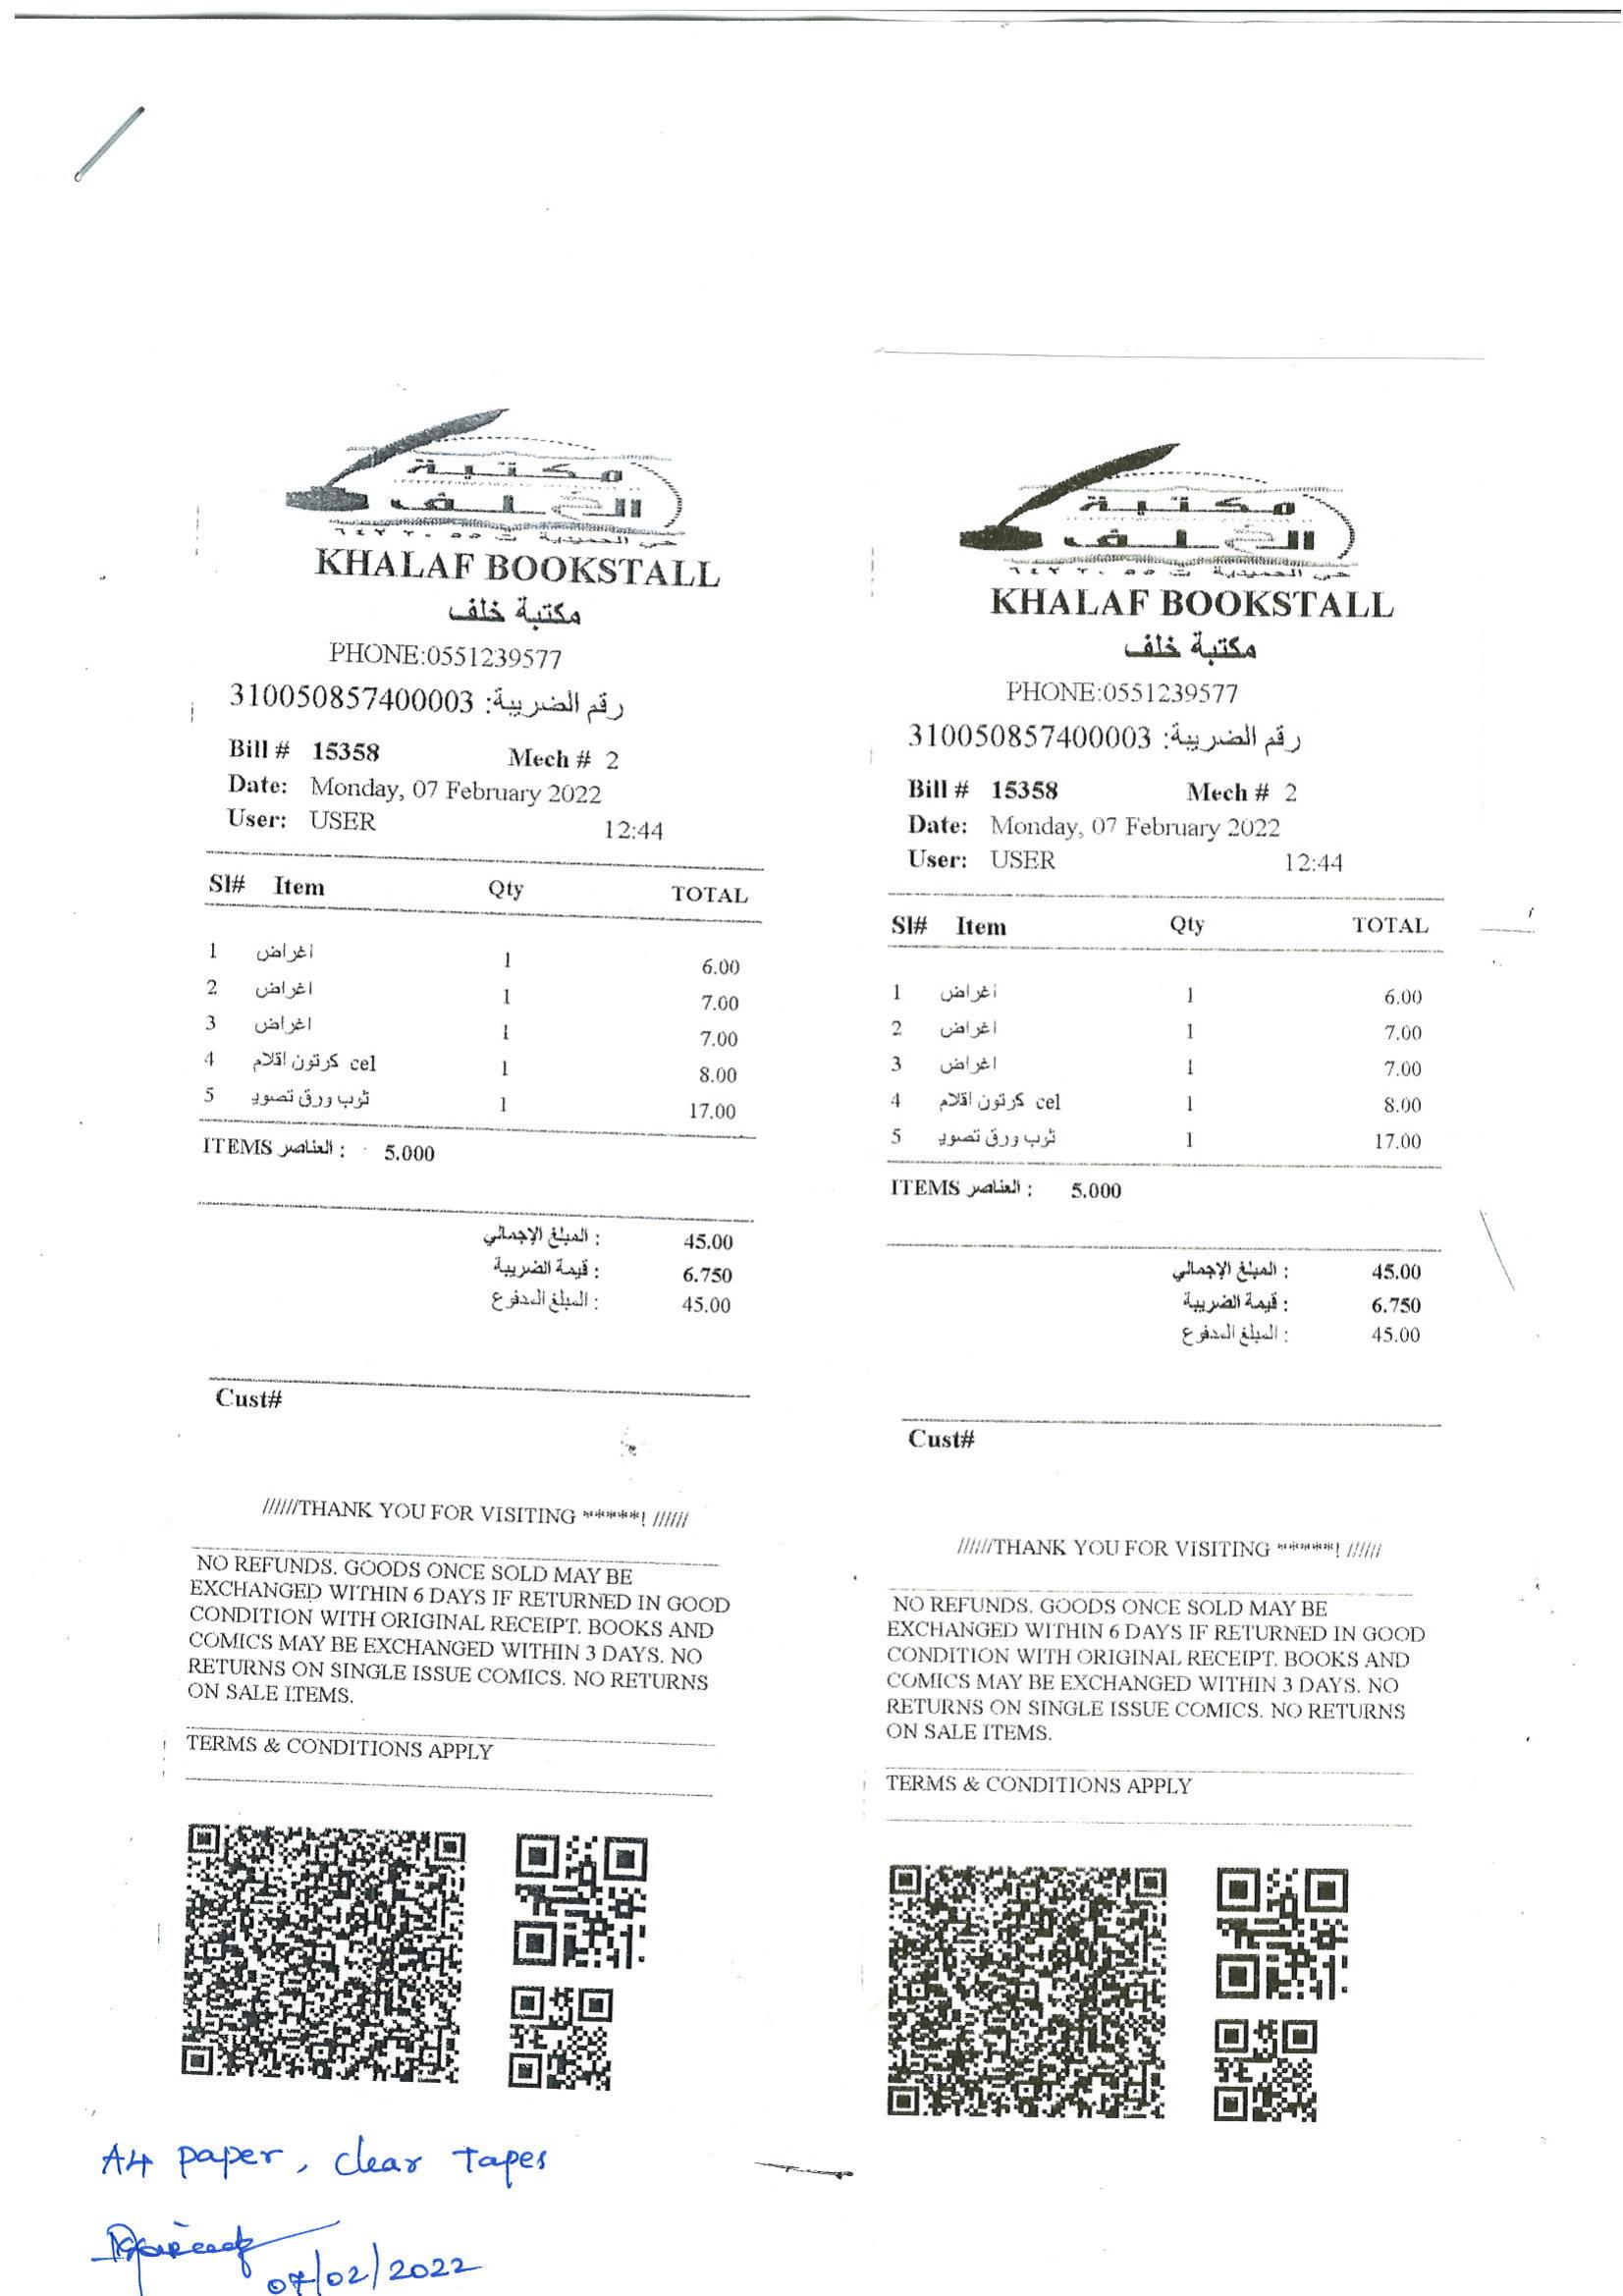 مكتبة
الخلف
حي الحميدية ت
KHALAF BOOKSTALL
مكتبة خلف
PHONE:0551239577
رقم الضريبة: 310050857400003
Bill # 15358 Mech # 2
Date: Monday, 07 February 2022
User: USER 12:44
Sl# Item Qty TOTAL
1 اغراض 1 6.00
2 اغراض 1 7.00
3 اغراض 1 7.00
4 كرتون اقلام cel 1 8.00
5 ثرب ورق تصوير 1 17.00
ITEMS العناصر : 5.000
المبلغ الإجمالي : 45.00
قيمة الضريبة : 6.750
المبلغ المدفوع : 45.00
Cust#
//////THANK YOU FOR VISITING *****! //////
NO REFUNDS. GOODS ONCE SOLD MAY BE
EXCHANGED WITHIN 6 DAYS IF RETURNED IN GOOD
CONDITION WITH ORIGINAL RECEIPT. BOOKS AND
COMICS MAY BE EXCHANGED WITHIN 3 DAYS. NO
RETURNS ON SINGLE ISSUE COMICS. NO RETURNS
ON SALE ITEMS.
TERMS & CONDITIONS APPLY
A4 paper, clear Tapes
07/02/2022
مكتبة
الخلف
حي الحميدية ت
KHALAF BOOKSTALL
مكتبة خلف
PHONE:0551239577
رقم الضريبة: 310050857400003
Bill # 15358 Mech # 2
Date: Monday, 07 February 2022
User: USER 12:44
Sl# Item Qty TOTAL
1 اغراض 1 6.00
2 اغراض 1 7.00
3 اغراض 1 7.00
4 كرتون اقلام cel 1 8.00
5 ثرب ورق تصوير 1 17.00
ITEMS العناصر : 5.000
المبلغ الإجمالي : 45.00
قيمة الضريبة : 6.750
المبلغ المدفوع : 45.00
Cust#
//////THANK YOU FOR VISITING *****! //////
NO REFUNDS. GOODS ONCE SOLD MAY BE
EXCHANGED WITHIN 6 DAYS IF RETURNED IN GOOD
CONDITION WITH ORIGINAL RECEIPT. BOOKS AND
COMICS MAY BE EXCHANGED WITHIN 3 DAYS. NO
RETURNS ON SINGLE ISSUE COMICS. NO RETURNS
ON SALE ITEMS.
TERMS & CONDITIONS APPLY